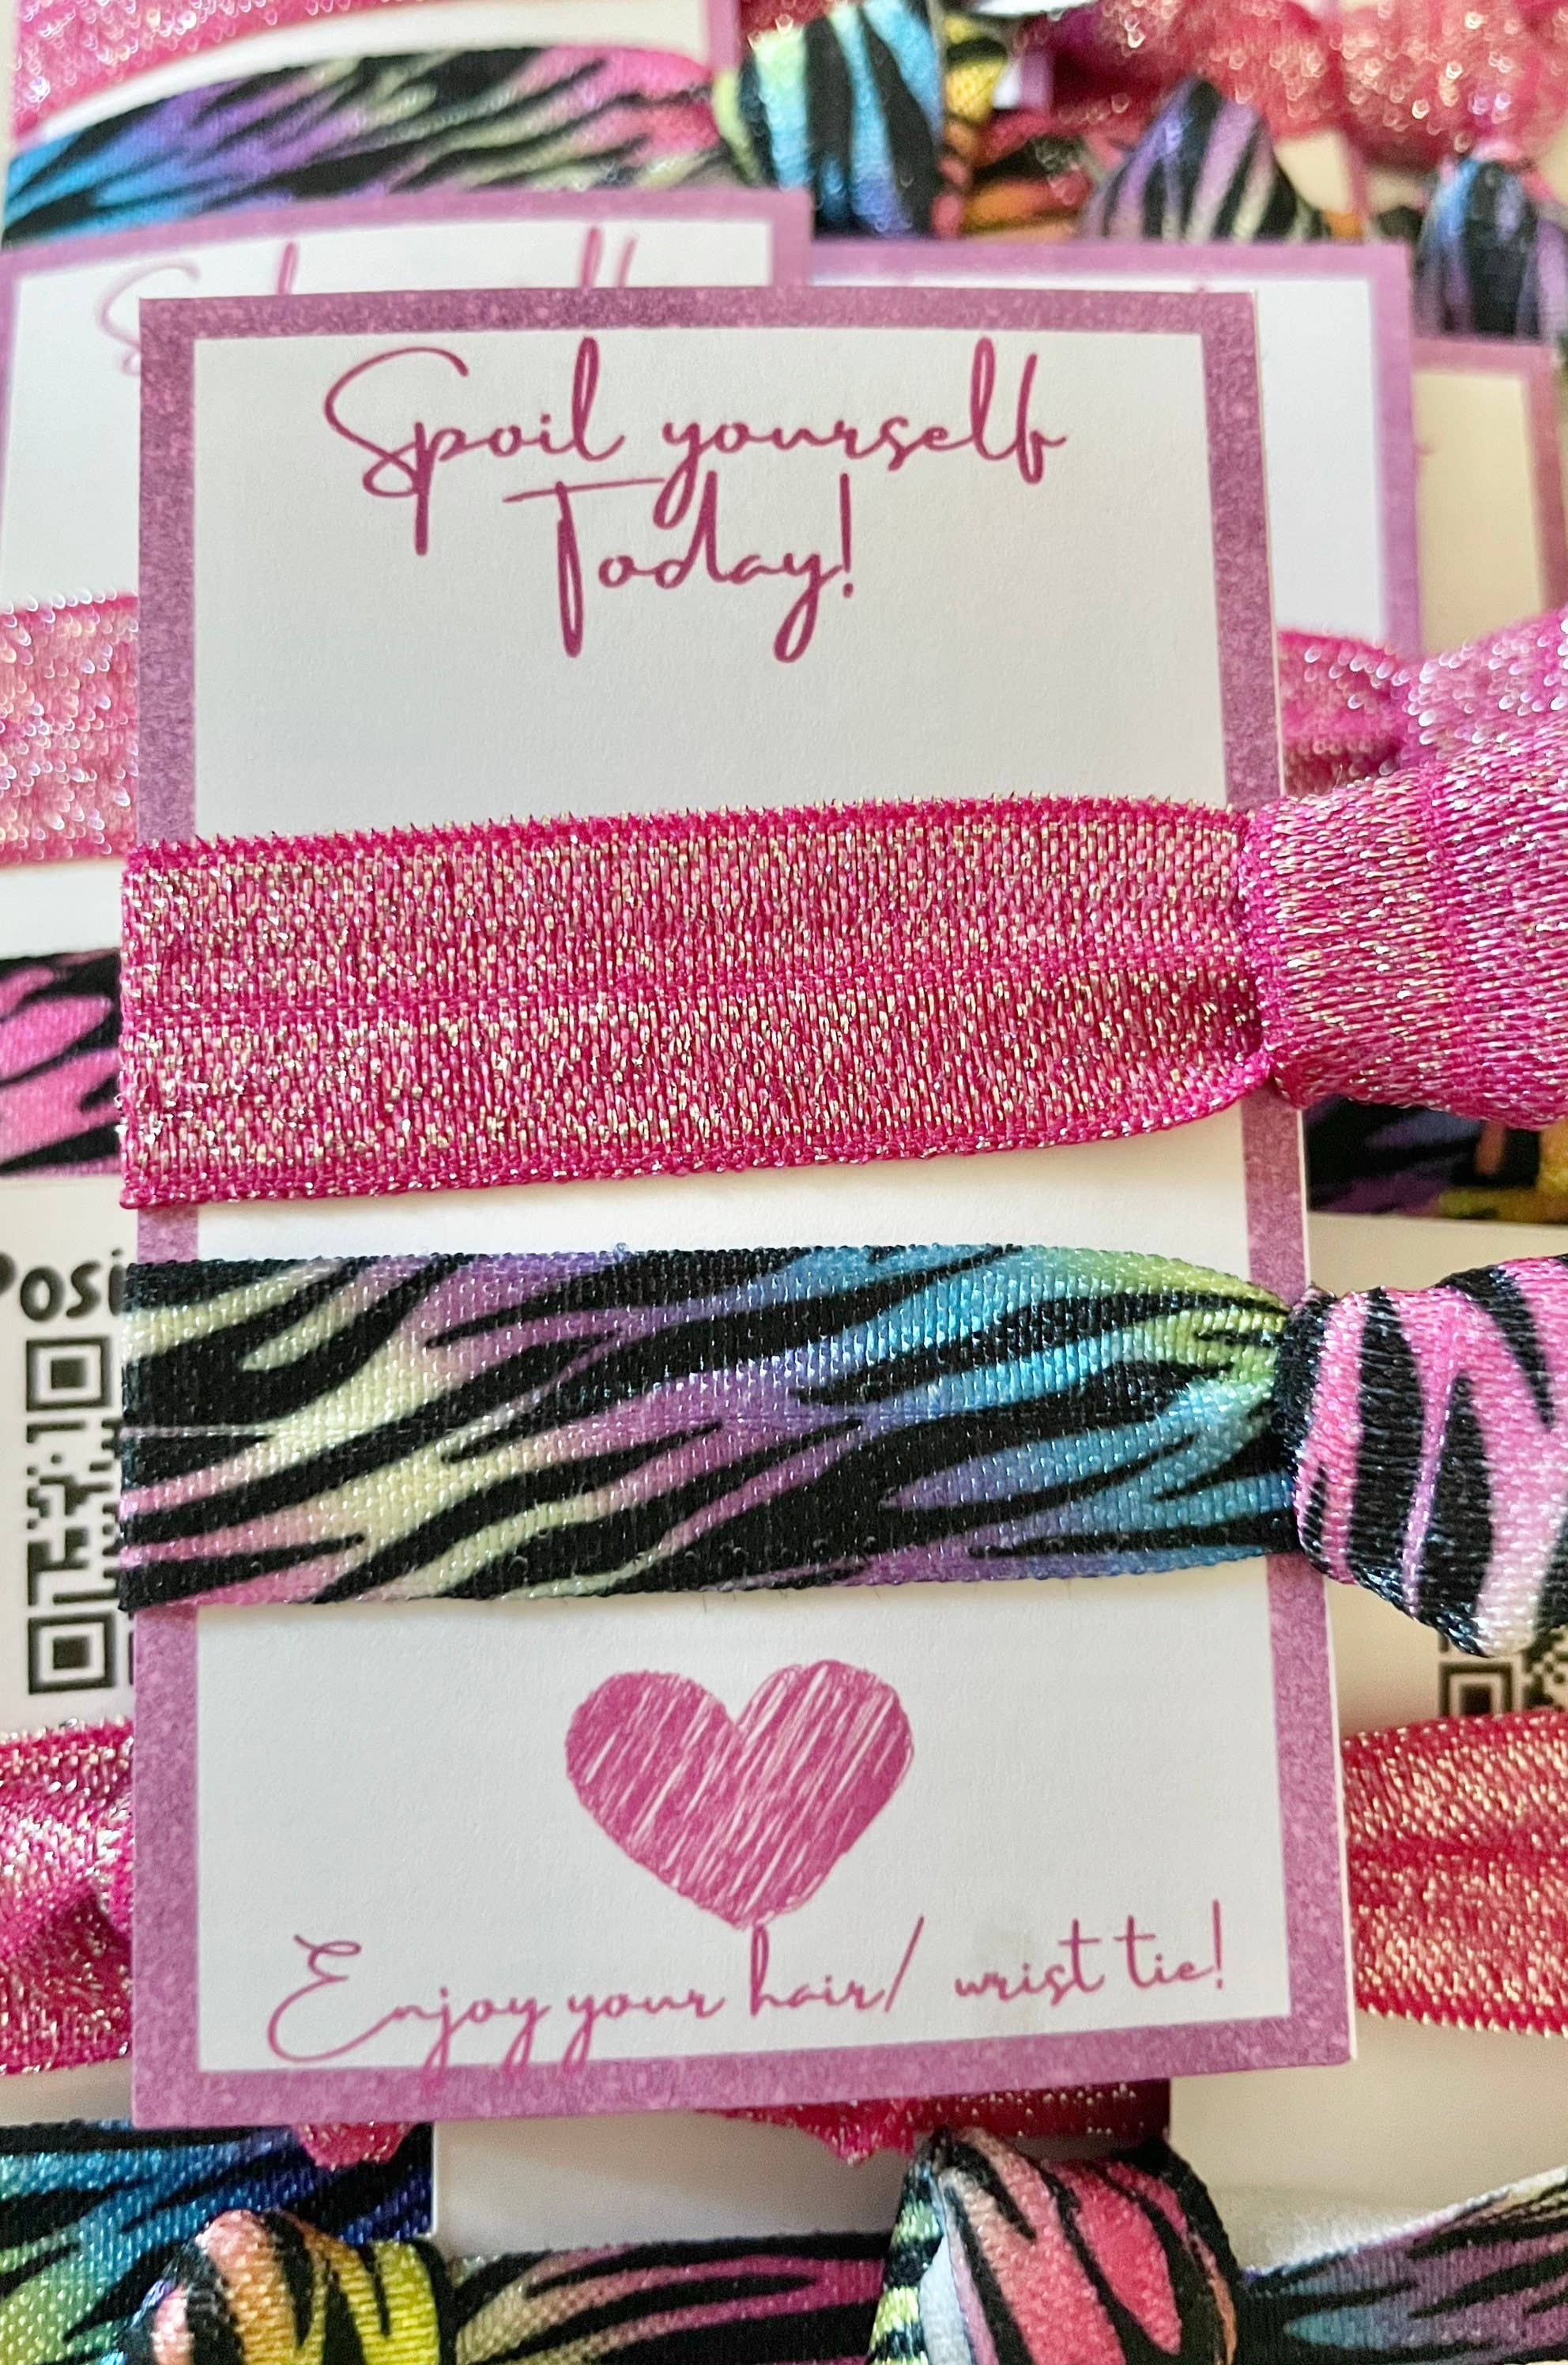 Spoil yourself
Today!
Enjoy your hair/ wrist tie!